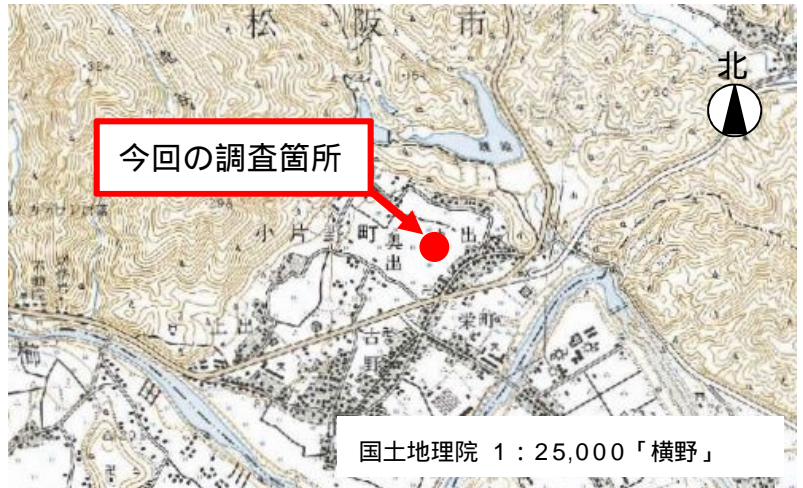 松阪市
北
今回の調査箇所
小片野町
奥出
上出
栄町
古野
国土地理院 1：25,000「横野」